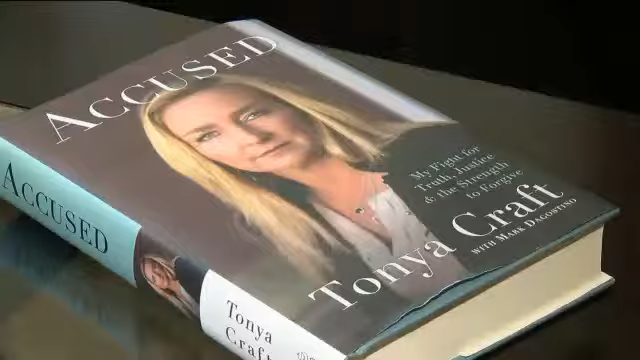 ACCUSED
My Fight for
Truth, Justice
& the Strength
to Forgive
Tonya Craft
WITH MARK DAGOSTINO
ACCUSED
Tonya
Craft